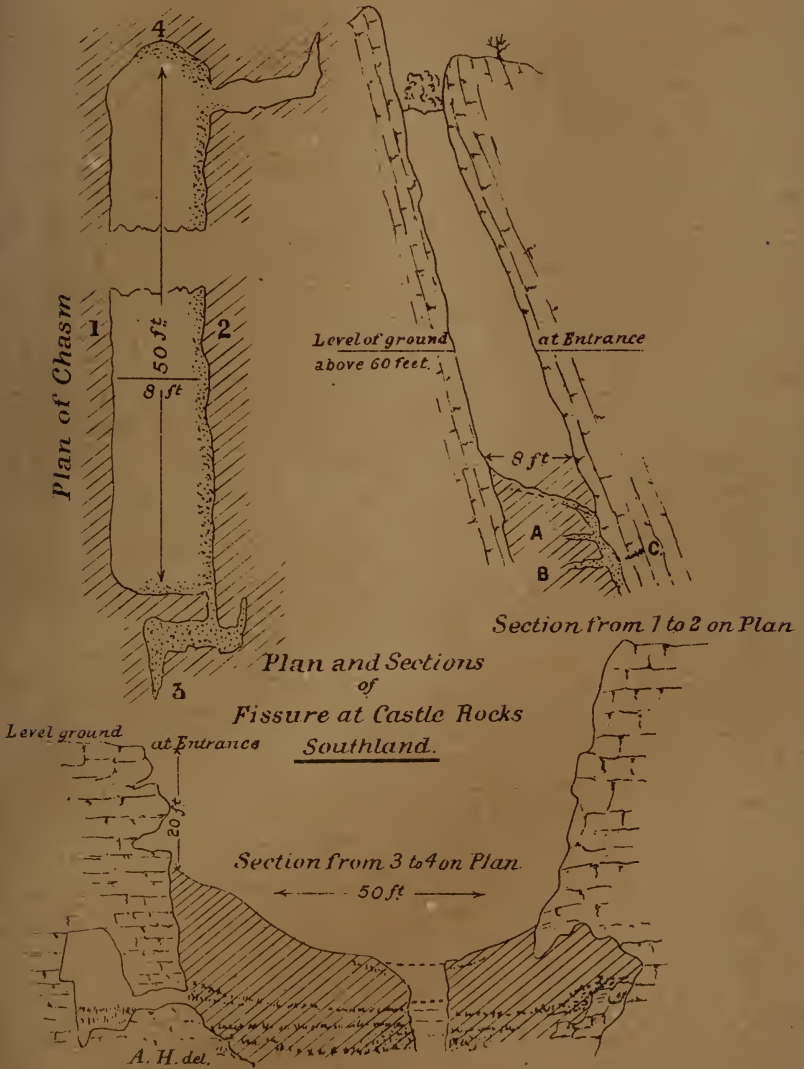 4
Plan of Chasm
1
2
50 ft
8 ft
3
Level of ground
above 60 feet.
at Entrance
8 ft
A
B
C.
Section from 1 to 2 on Plan
Plan and Sections
of
Fissure at Castle Rocks
Southland.
Level ground
at Entrance
20 ft
Section from 3 to 4 on Plan.
50 ft
A. H. del.